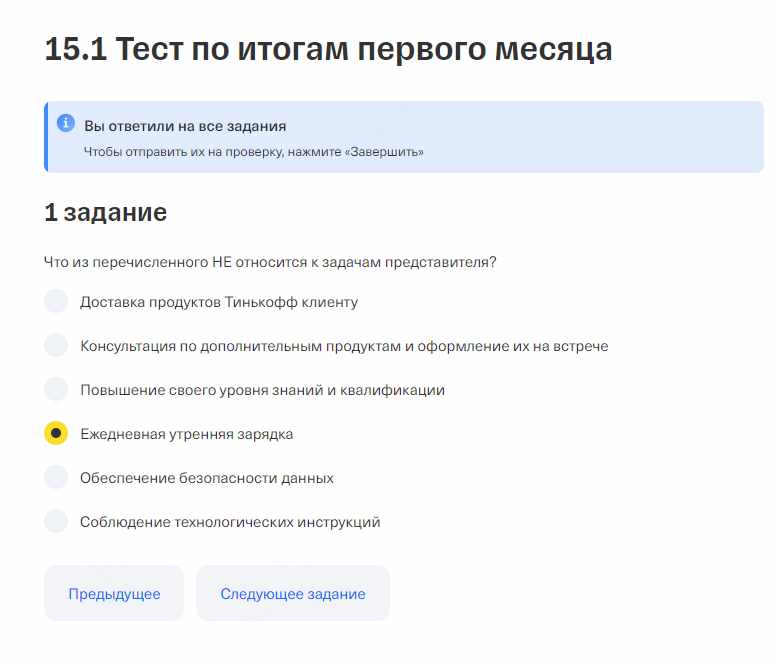 15.1 Тест по итогам первого месяца
Вы ответили на все задания
Чтобы отправить их на проверку, нажмите «Завершить»
1 задание
Что из перечисленного НЕ относится к задачам представителя?
Доставка продуктов Тинькофф клиенту
Консультация по дополнительным продуктам и оформление их на встрече
Повышение своего уровня знаний и квалификации
Ежедневная утренняя зарядка
Обеспечение безопасности данных
Соблюдение технологических инструкций
Предыдущее
Следующее задание